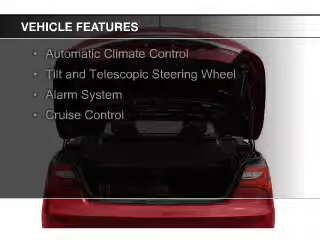 VEHICLE FEATURES
• Automatic Climate Control
• Tilt and Telescopic Steering Wheel
• Alarm System
• Cruise Control